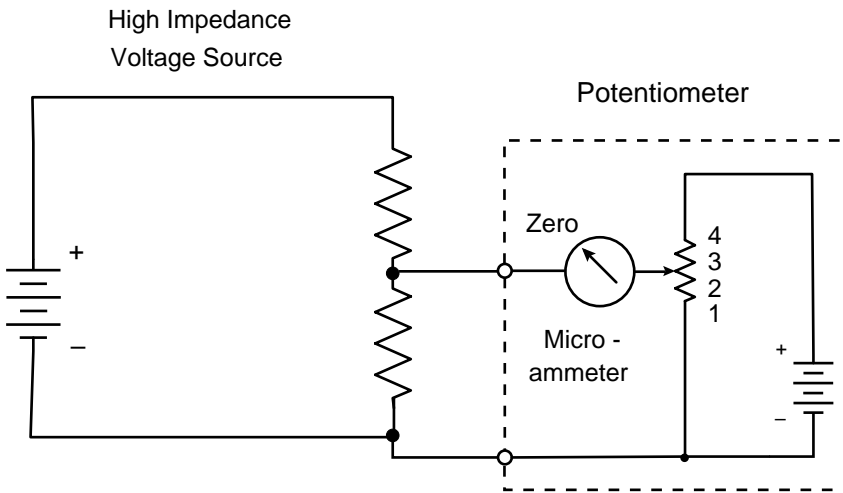 High Impedance
Voltage Source
Potentiometer
Zero
4
3
2
1
+
–
Micro -
ammeter
+
–